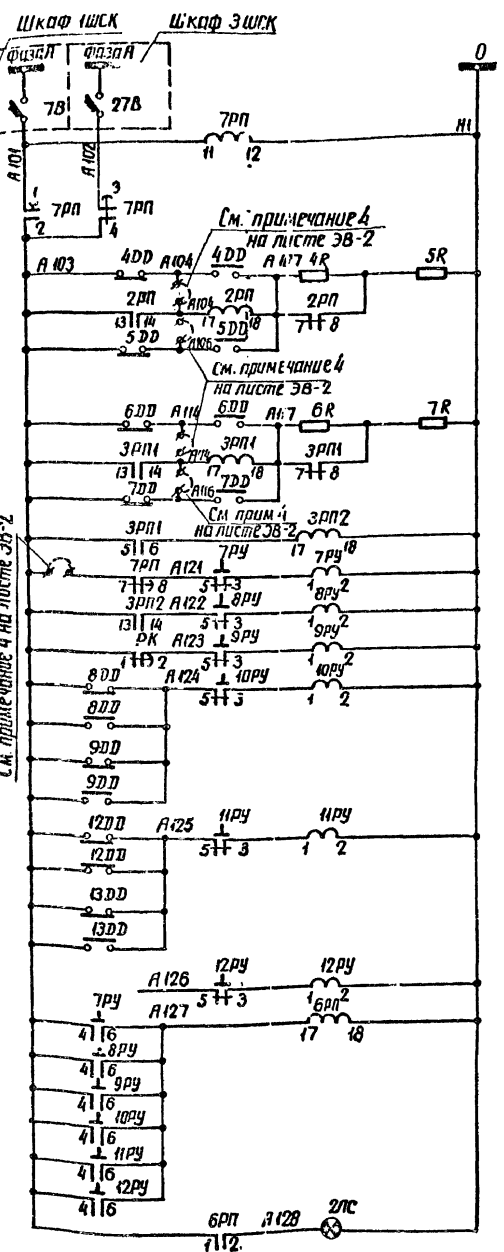 Шкаф 1ШСК
Шкаф 3ШСК
фаза А
фаза А
0
7В
27В
7РП
11 12
Н1
А101
А102
1
2
7РП
3
4
7РП
См. примечание 4
на листе ЭВ-2
А103
4DD
А104
4DD
А107
4R
5R
2РП
13 14
А104
2РП
17 18
2РП
7 8
5DD
А106
5DD
См. примечание 4
на листе ЭВ-2
6DD
А114
6DD
А117
6R
7R
3РП1
13 14
А114
3РП1
17 18
3РП1
7 8
7DD
А116
7DD
См. прим. 4
на листе ЭВ-2
3РП1
5 6
3РП2
17 18
См. примечание 4 на листе ЭВ-2
7РП
7 8
А121
7РУ
5 3
7РУ
1 2
3РП2
13 14
А122
8РУ
5 3
8РУ
1 2
РК
1 2
А123
9РУ
5 3
9РУ
1 2
8DD
А124
10РУ
5 3
10РУ
1 2
8DD
9DD
9DD
12DD
А125
11РУ
5 3
11РУ
1 2
12DD
13DD
13DD
А126
12РУ
5 3
12РУ
1 2
7РУ
4 6
А127
6РП
17 18
8РУ
4 6
9РУ
4 6
10РУ
4 6
11РУ
4 6
12РУ
4 6
6РП
1 2
А128
2ЛС